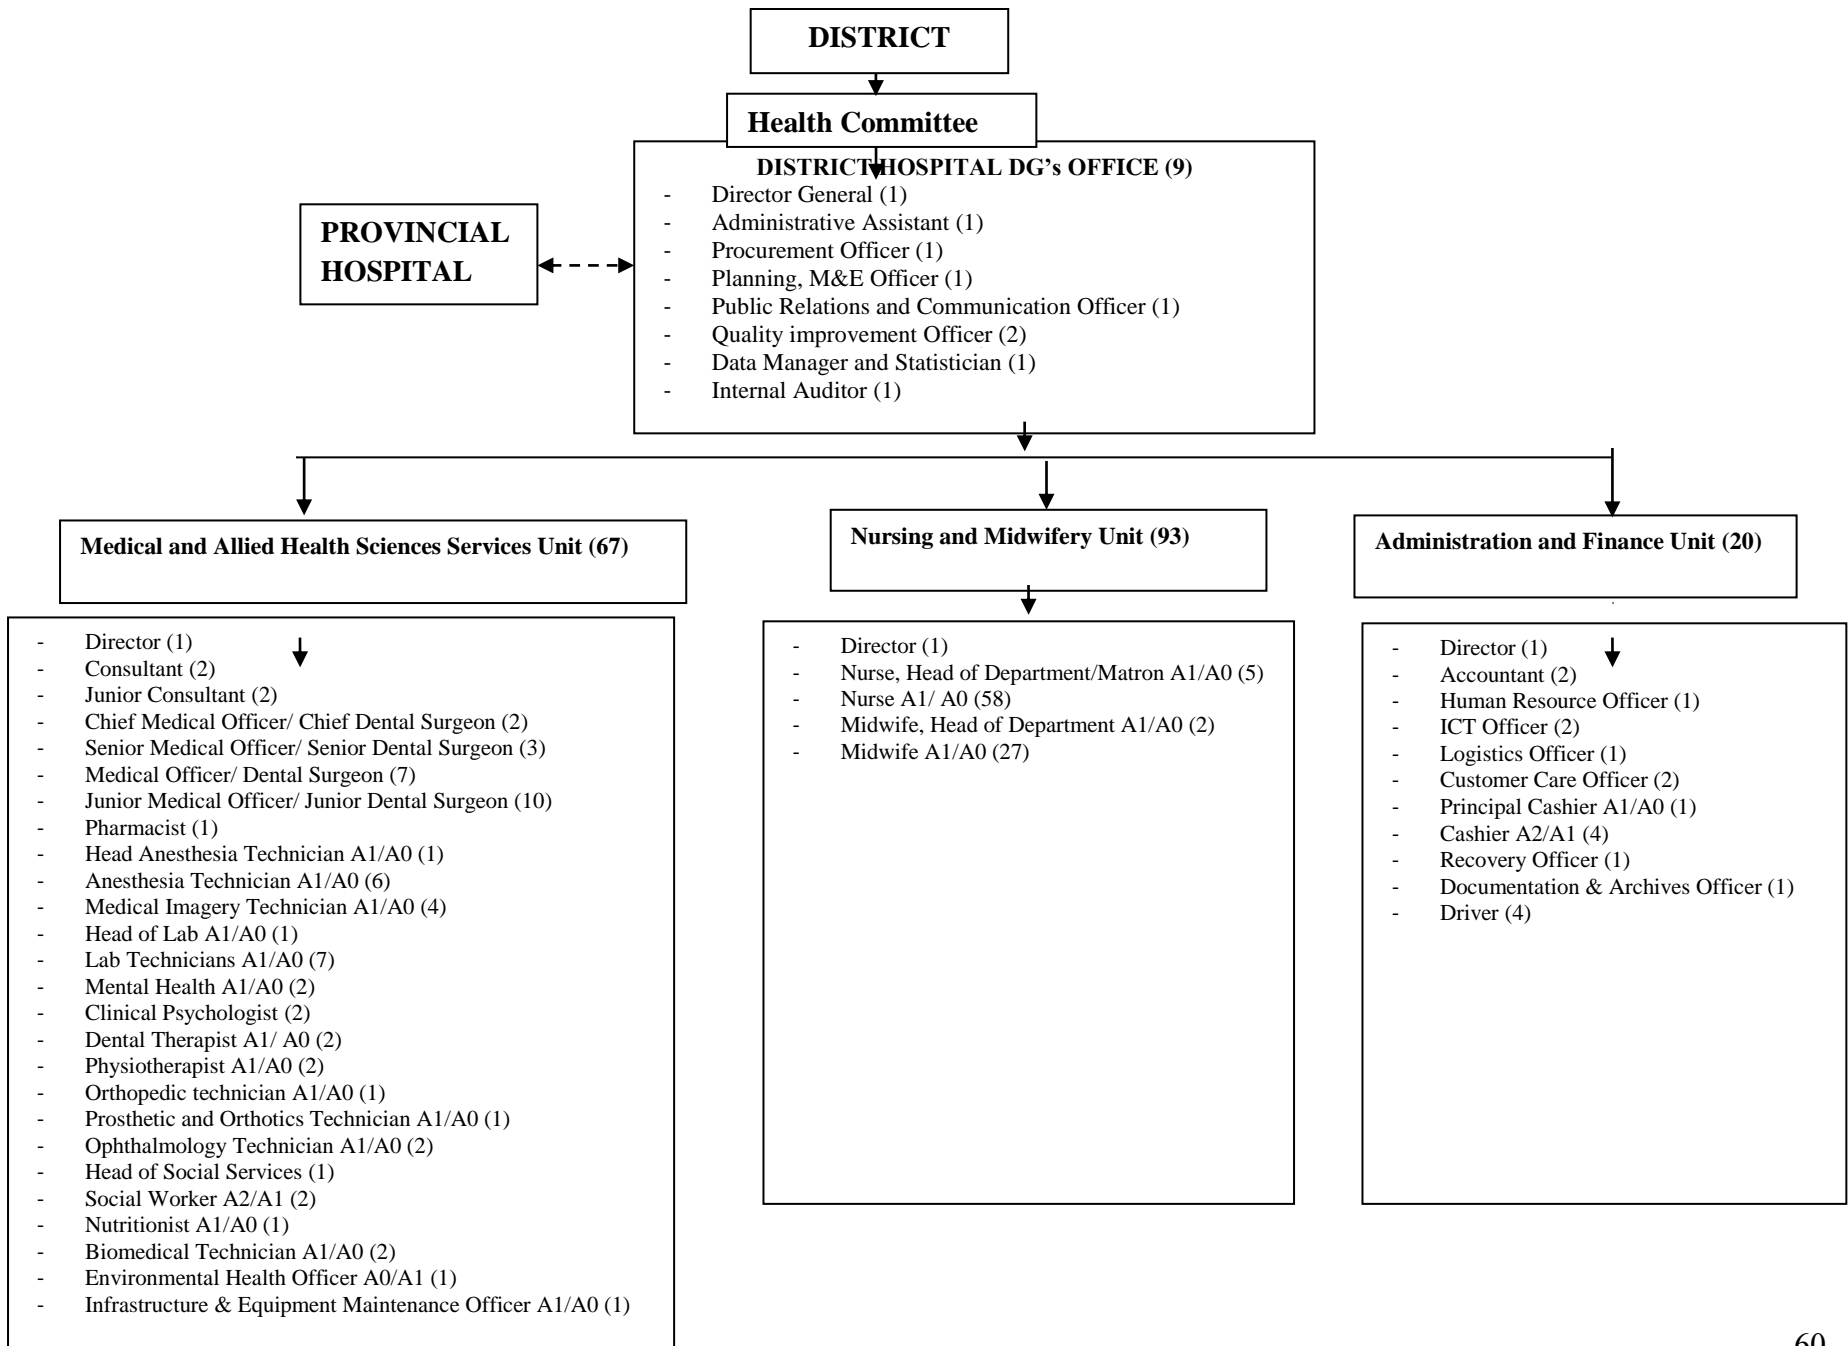 DISTRICT
Health Committee
DISTRICT HOSPITAL DG's OFFICE (9)
- Director General (1)
- Administrative Assistant (1)
- Procurement Officer (1)
- Planning, M&E Officer (1)
- Public Relations and Communication Officer (1)
- Quality improvement Officer (2)
- Data Manager and Statistician (1)
- Internal Auditor (1)
PROVINCIAL
HOSPITAL
Medical and Allied Health Sciences Services Unit (67)
- Director (1)
- Consultant (2)
- Junior Consultant (2)
- Chief Medical Officer/ Chief Dental Surgeon (2)
- Senior Medical Officer/ Senior Dental Surgeon (3)
- Medical Officer/ Dental Surgeon (7)
- Junior Medical Officer/ Junior Dental Surgeon (10)
- Pharmacist (1)
- Head Anesthesia Technician A1/A0 (1)
- Anesthesia Technician A1/A0 (6)
- Medical Imagery Technician A1/A0 (4)
- Head of Lab A1/A0 (1)
- Lab Technicians A1/A0 (7)
- Mental Health A1/A0 (2)
- Clinical Psychologist (2)
- Dental Therapist A1/ A0 (2)
- Physiotherapist A1/A0 (2)
- Orthopedic technician A1/A0 (1)
- Prosthetic and Orthotics Technician A1/A0 (1)
- Ophthalmology Technician A1/A0 (2)
- Head of Social Services (1)
- Social Worker A2/A1 (2)
- Nutritionist A1/A0 (1)
- Biomedical Technician A1/A0 (2)
- Environmental Health Officer A0/A1 (1)
- Infrastructure & Equipment Maintenance Officer A1/A0 (1)
Nursing and Midwifery Unit (93)
- Director (1)
- Nurse, Head of Department/Matron A1/A0 (5)
- Nurse A1/ A0 (58)
- Midwife, Head of Department A1/A0 (2)
- Midwife A1/A0 (27)
Administration and Finance Unit (20)
- Director (1)
- Accountant (2)
- Human Resource Officer (1)
- ICT Officer (2)
- Logistics Officer (1)
- Customer Care Officer (2)
- Principal Cashier A1/A0 (1)
- Cashier A2/A1 (4)
- Recovery Officer (1)
- Documentation & Archives Officer (1)
- Driver (4)
60